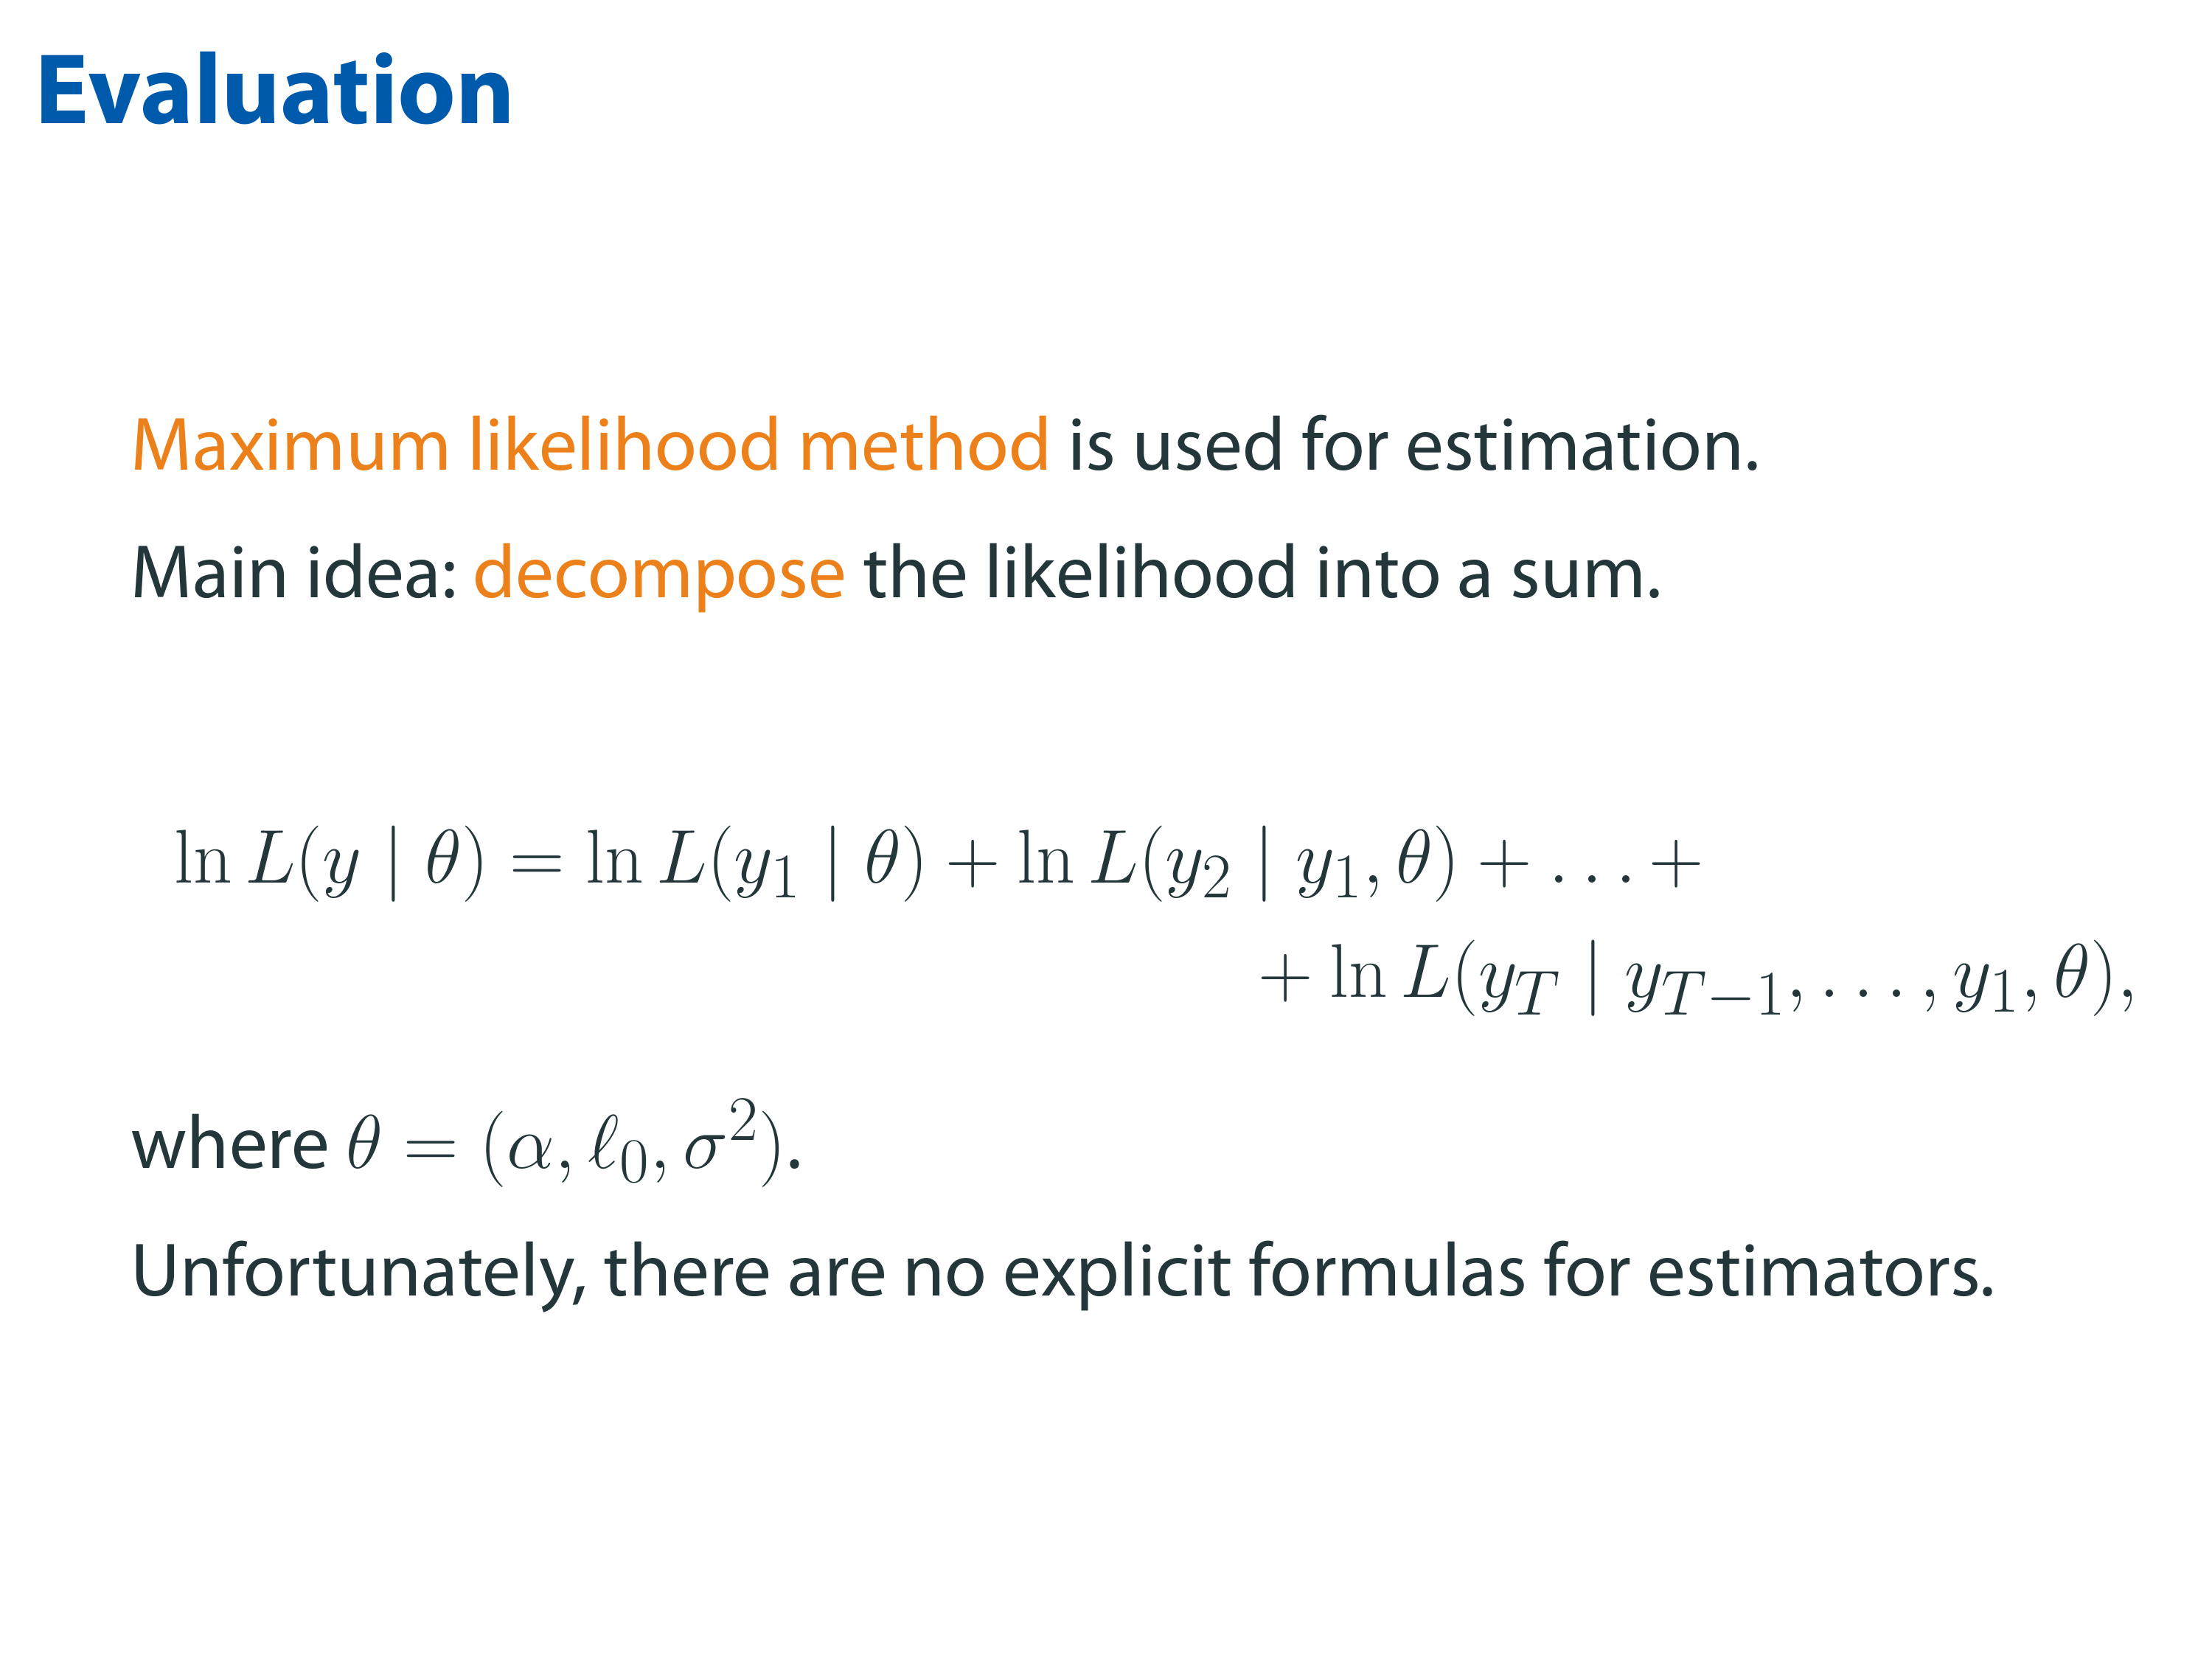 Evaluation
Maximum likelihood method is used for estimation.
Main idea: decompose the likelihood into a sum.
ln L(y | θ) = ln L(y₁ | θ) + ln L(y₂ | y₁, θ) + . . . +
+ ln L(y_T | y_{T−1}, . . . , y₁, θ),
where θ = (α, ℓ₀, σ²).
Unfortunately, there are no explicit formulas for estimators.